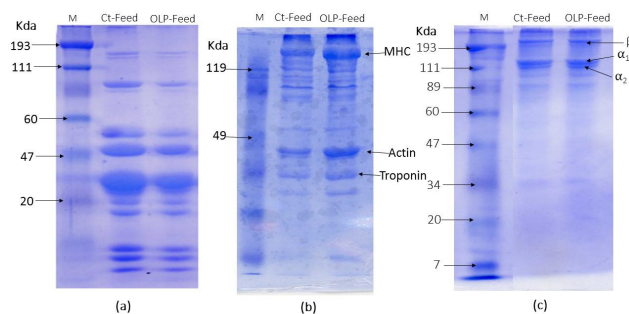 M Ct-Feed OLP-Feed
Kda
193
111
60
47
20
(a)
M Ct-Feed OLP-Feed
Kda
119
49
MHC
Actin
Troponin
(b)
M Ct-Feed OLP-Feed
Kda
193
111
89
60
47
34
20
7
β
α1
α2
(c)